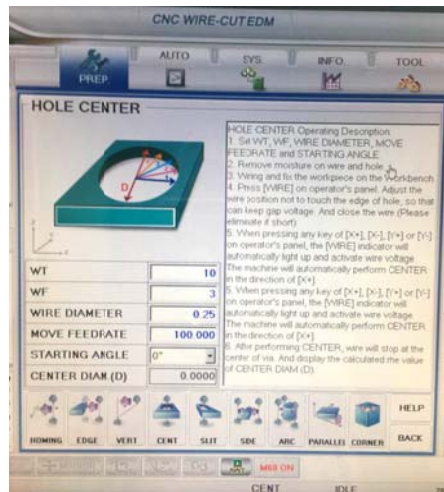 CNC WIRE-CUT EDM
PREP.
AUTO
SYS.
INFO.
TOOL
HOLE CENTER
HOLE CENTER Operating Description
1. Set WT, WF, WIRE DIAMETER, MOVE
FEEDRATE and STARTING ANGLE
2. Remove moisture on wire and hole
3. Wiring and fix the workpiece on the Workbench
4. Press [WIRE] on operator's panel. Adjust the
wire position not to touch the edge of hole, so that
can keep gap voltage. And close the wire (Please
eliminate if short)
5. When pressing any key of [X+], [X-], [Y+] or [Y-]
on operator's panel, the [WIRE] indicator will
automatically light up and activate wire voltage
The machine will automatically perform CENTER
in the direction of [X+]
5. When pressing any key of [X+], [X-], [Y+] or [Y-]
on operator's panel, the [WIRE] indicator will
automatically light up and activate wire voltage
The machine will automatically perform CENTER
in the direction of [X+]
6. After performing CENTER, wire will stop at the
center of via. And display the calculated the value
of CENTER DIAM (D)
D
WT 10
WF 3
WIRE DIAMETER 0.25
MOVE FEEDRATE 100.000
STARTING ANGLE 0°
CENTER DIAM (D) 0.0000
HOMING EDGE VERT CENT SLIT SDE ARC PARALLEL CORNER
HELP
BACK
M68 ON
CENT IDLE